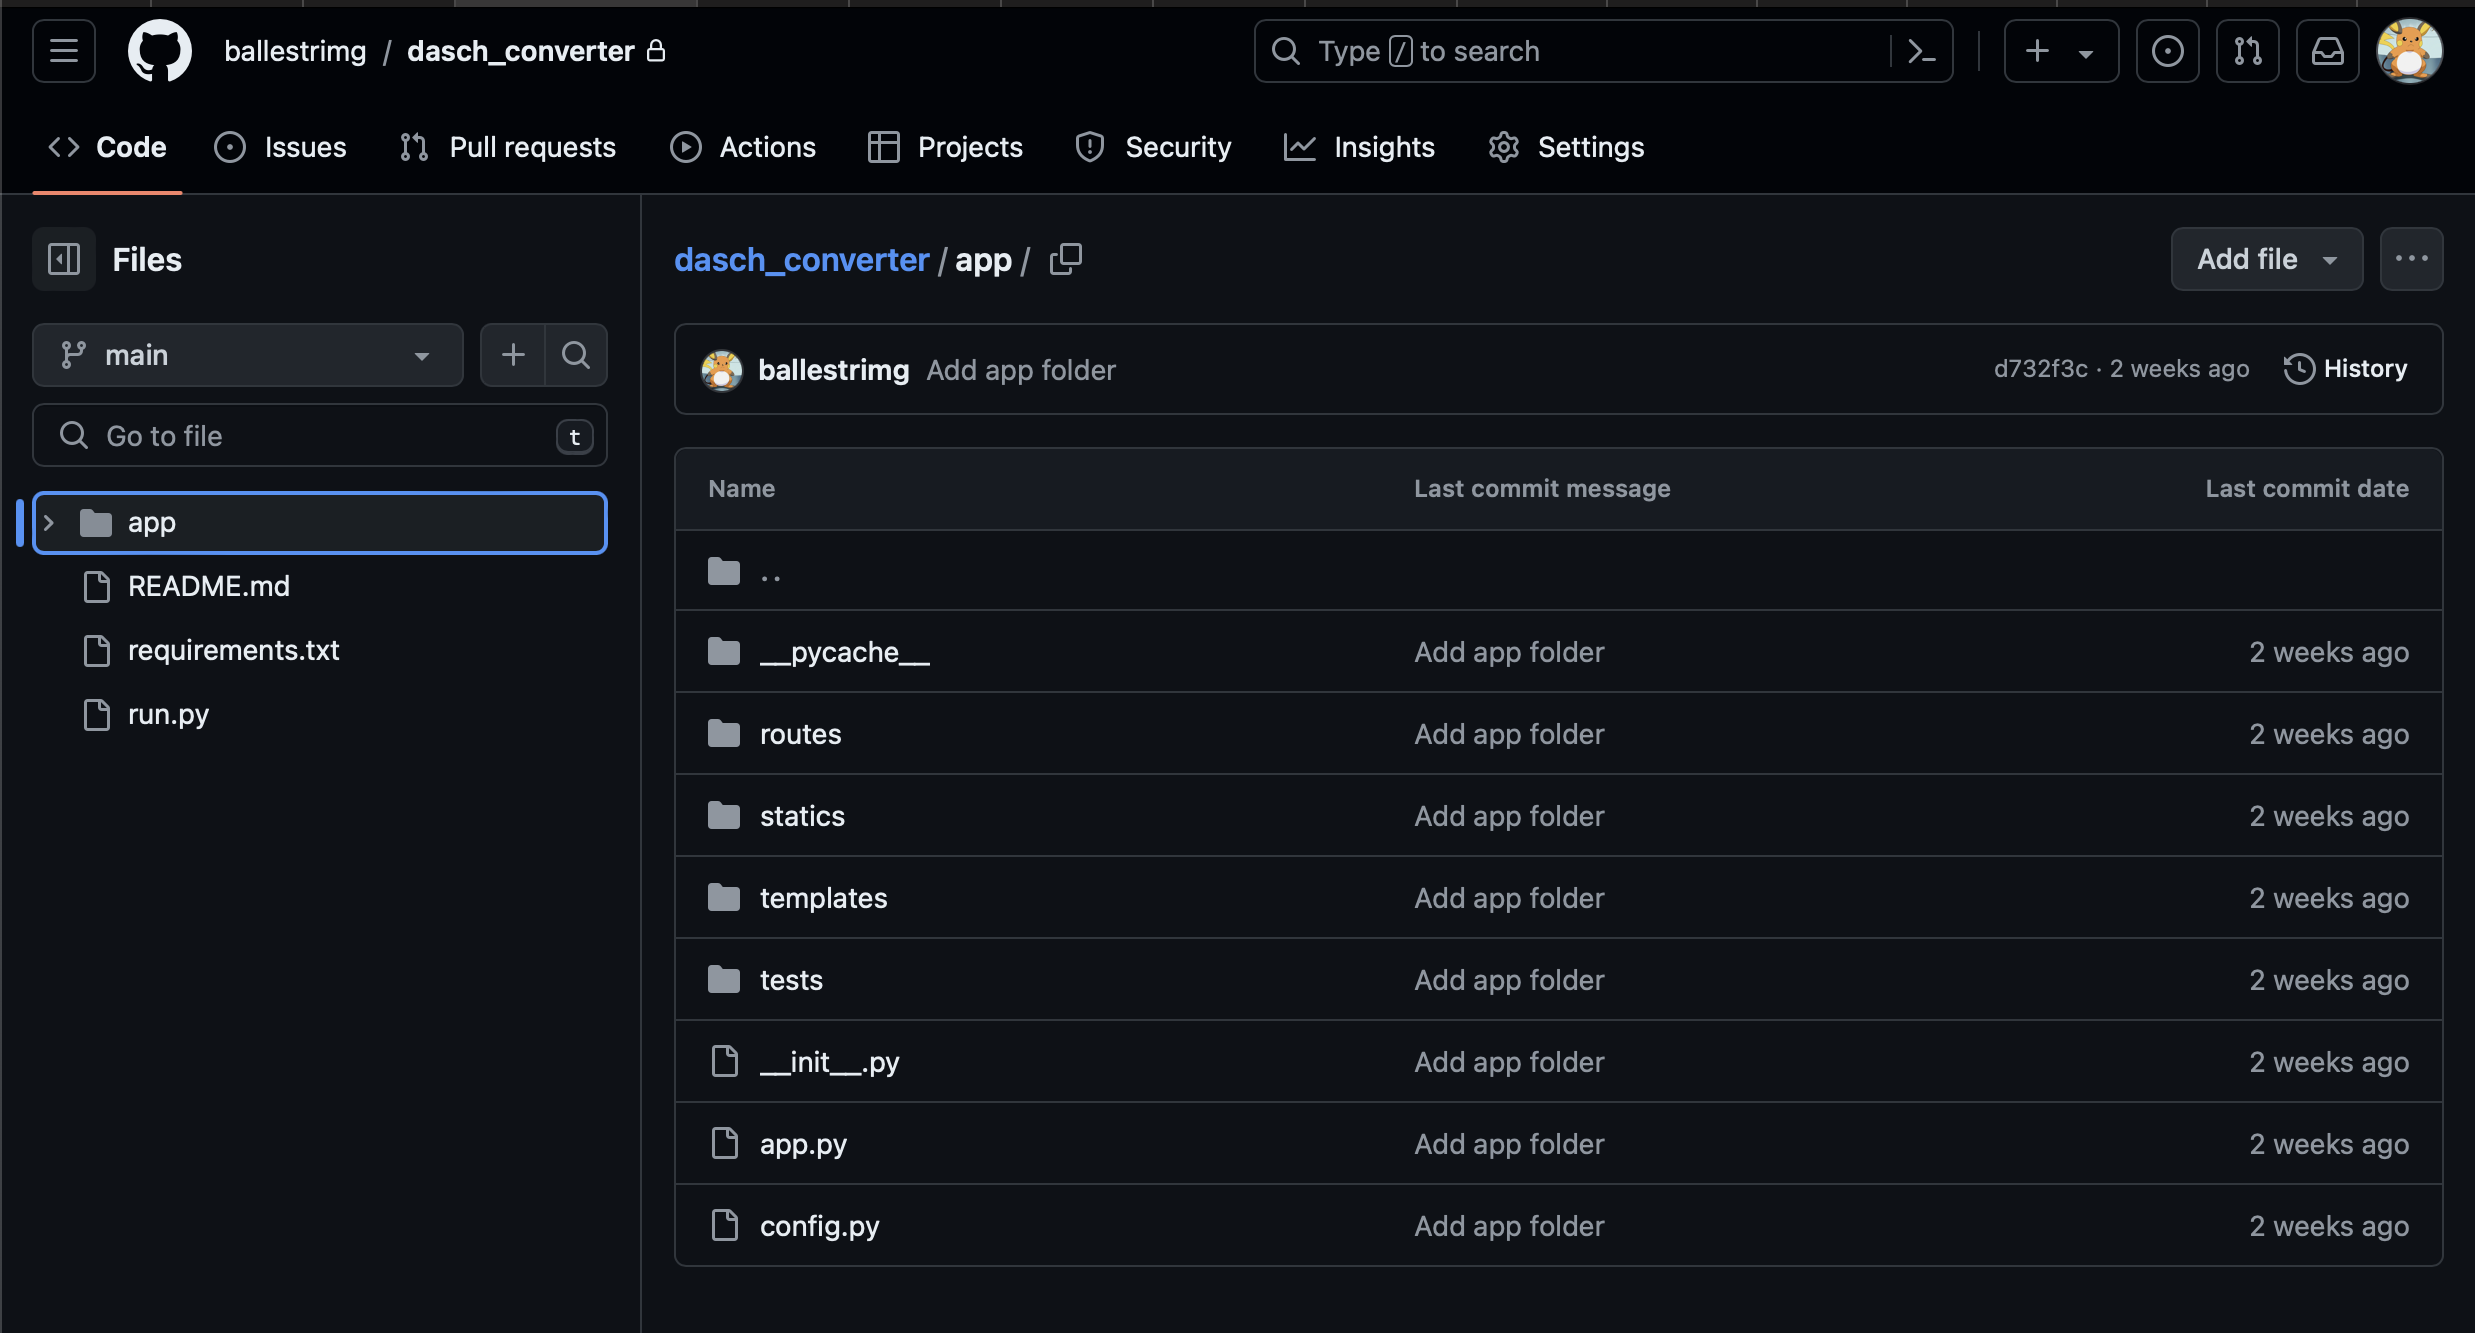 ballestrimg / dasch_converter
Type / to search
Code Issues Pull requests Actions Projects Security Insights Settings
Files
main
Go to file t
app
README.md
requirements.txt
run.py
dasch_converter / app /
Add file
ballestrimg Add app folder d732f3c · 2 weeks ago History
Name Last commit message Last commit date
..
__pycache__ Add app folder 2 weeks ago
routes Add app folder 2 weeks ago
statics Add app folder 2 weeks ago
templates Add app folder 2 weeks ago
tests Add app folder 2 weeks ago
__init__.py Add app folder 2 weeks ago
app.py Add app folder 2 weeks ago
config.py Add app folder 2 weeks ago